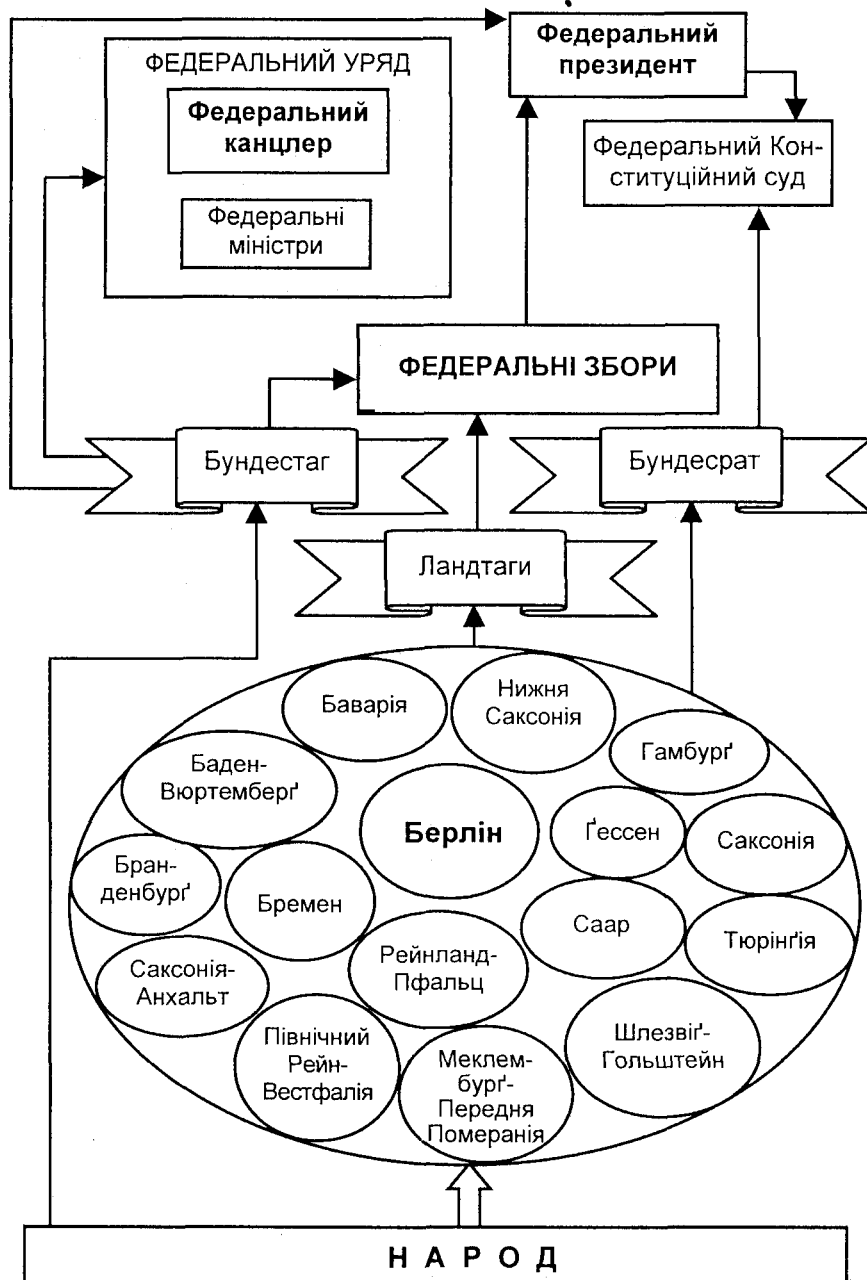 Федеральний
президент
ФЕДЕРАЛЬНИЙ УРЯД
Федеральний
канцлер
Федеральні
міністри
Федеральний Кон-
ституційний суд
ФЕДЕРАЛЬНІ ЗБОРИ
Бундестаг
Бундесрат
Ландтаги
Баварія
Нижня
Саксонія
Гамбурґ
Баден-
Вюртемберґ
Берлін
Ґессен
Саксонія
Бран-
денбурґ
Бремен
Саар
Тюрінґія
Саксонія-
Анхальт
Рейнланд-
Пфальц
Північний
Рейн-
Вестфалія
Меклем-
бурґ-
Передня
Померанія
Шлезвіґ-
Гольштейн
НАРОД